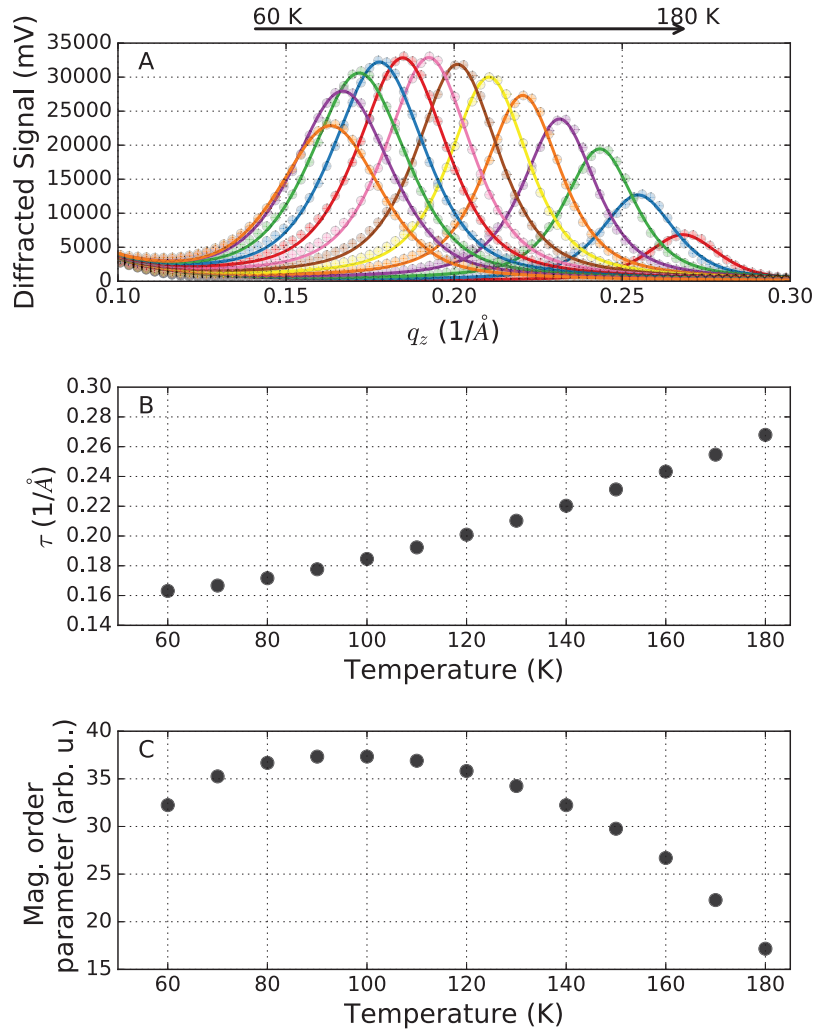 60 K 180 K
A
35000
30000
25000
20000
15000
10000
5000
0
Diffracted Signal (mV)
0.10 0.15 0.20 0.25 0.30
q_z (1/Å)
B
0.30
0.28
0.26
0.24
0.22
0.20
0.18
0.16
0.14
τ (1/Å)
60 80 100 120 140 160 180
Temperature (K)
C
40
35
30
25
20
15
Mag. order
parameter (arb. u.)
60 80 100 120 140 160 180
Temperature (K)